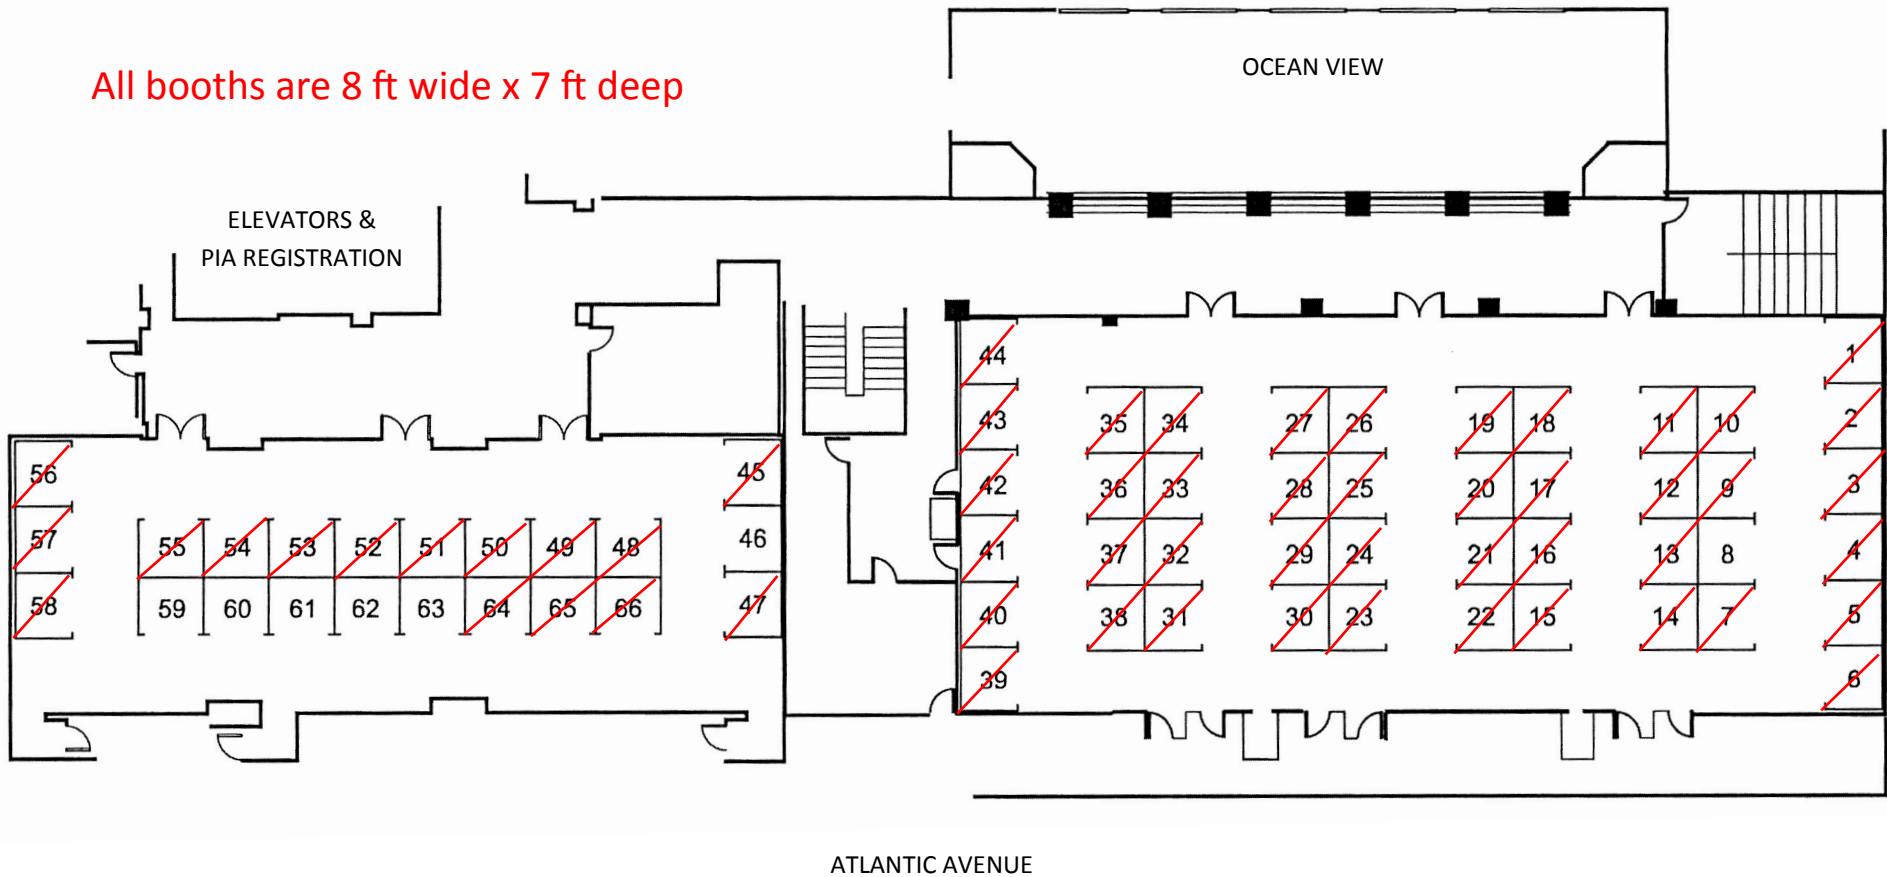 OCEAN VIEW
All booths are 8 ft wide x 7 ft deep
ELEVATORS &
PIA REGISTRATION
44 1
43 35 34 27 26 19 18 11 10 2
56 45 42 36 33 28 25 20 17 12 9 3
57 55 54 53 52 51 50 49 48 46 41 37 32 29 24 21 16 13 8 4
58 59 60 61 62 63 64 65 66 47 40 38 31 30 23 22 15 14 7 5
39 6
ATLANTIC AVENUE